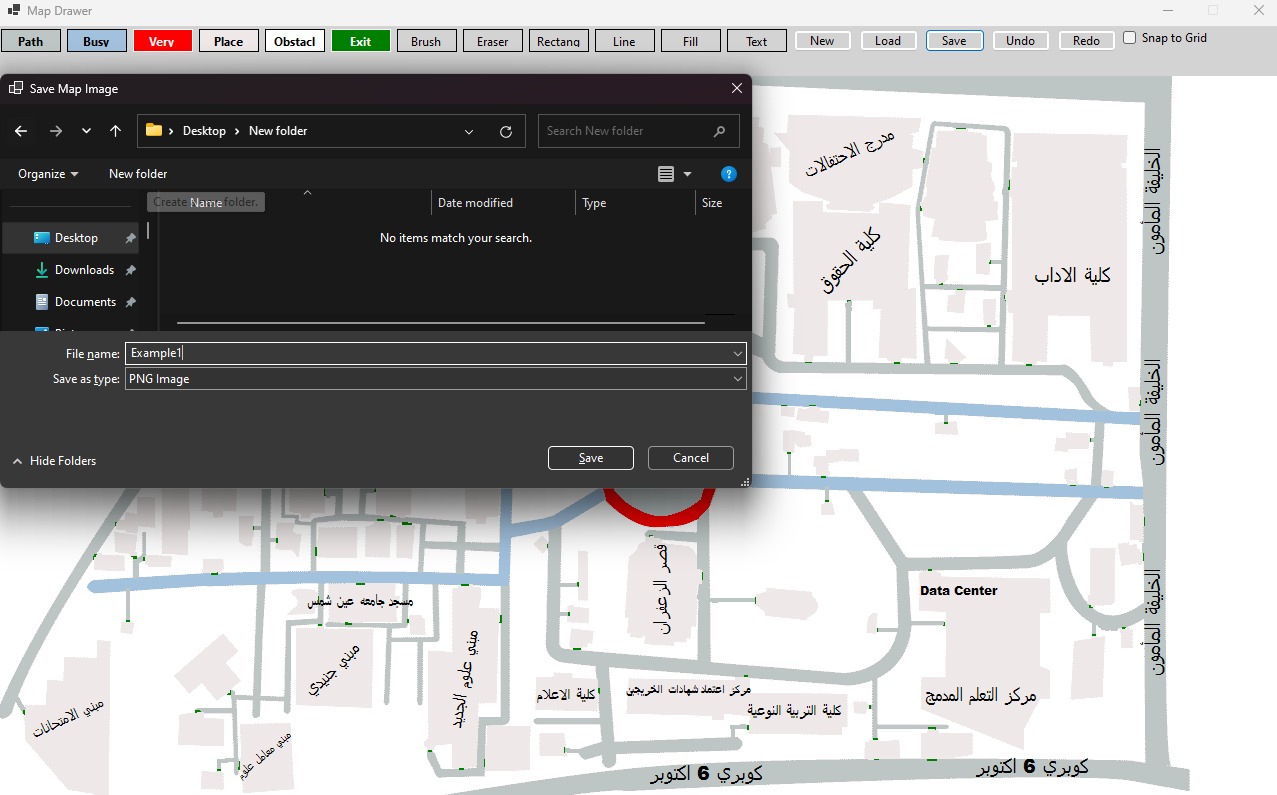 Map Drawer
Path Busy Very Place Obstacl Exit Brush Eraser Rectang Line Fill Text New Load Save Undo Redo Snap to Grid
Save Map Image
Desktop New folder
Search New folder
Organize New folder
Create Name folder.
Date modified Type Size
No items match your search.
Desktop
Downloads
Documents
File name: Example1
Save as type: PNG Image
Hide Folders
Save Cancel
مدرج الاحتفالات
كلية الحقوق
كلية الاداب
الخليفة المأمون
الخليفة المأمون
الخليفة المأمون
قصر الزعفران
Data Center
مسجد جامعه عين شمس
مبني جنيدي
مبني علوم الجديد
كلية الاعلام
مركز اعتماد شهادات الخريجي
كلية التربية النوعية
مركز التعلم المدمج
مبني الامتحانات
مبني معامل علوم
كوبري 6 اكتوبر
كوبري 6 اكتوبر